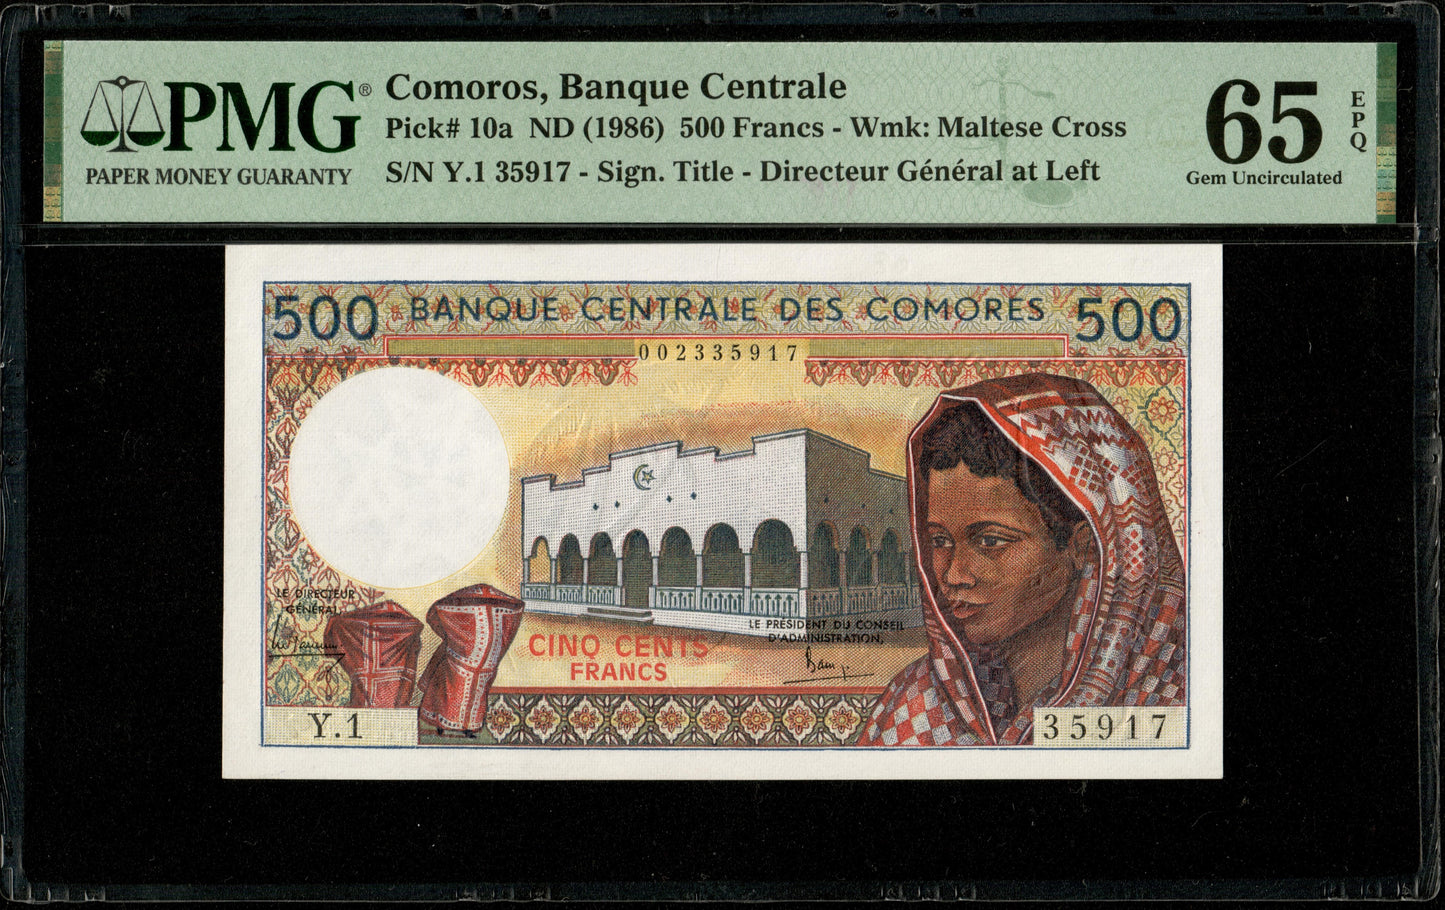 PMG®
PAPER MONEY GUARANTY
Comoros, Banque Centrale
Pick# 10a ND (1986) 500 Francs - Wmk: Maltese Cross
S/N Y.1 35917 - Sign. Title - Directeur Général at Left
65
EPQ
Gem Uncirculated
500 BANQUE CENTRALE DES COMORES 500
002335917
LE DIRECTEUR
GÉNÉRAL,
LE PRÉSIDENT DU CONSEIL
D'ADMINISTRATION,
CINQ CENTS
FRANCS
Y.1
35917